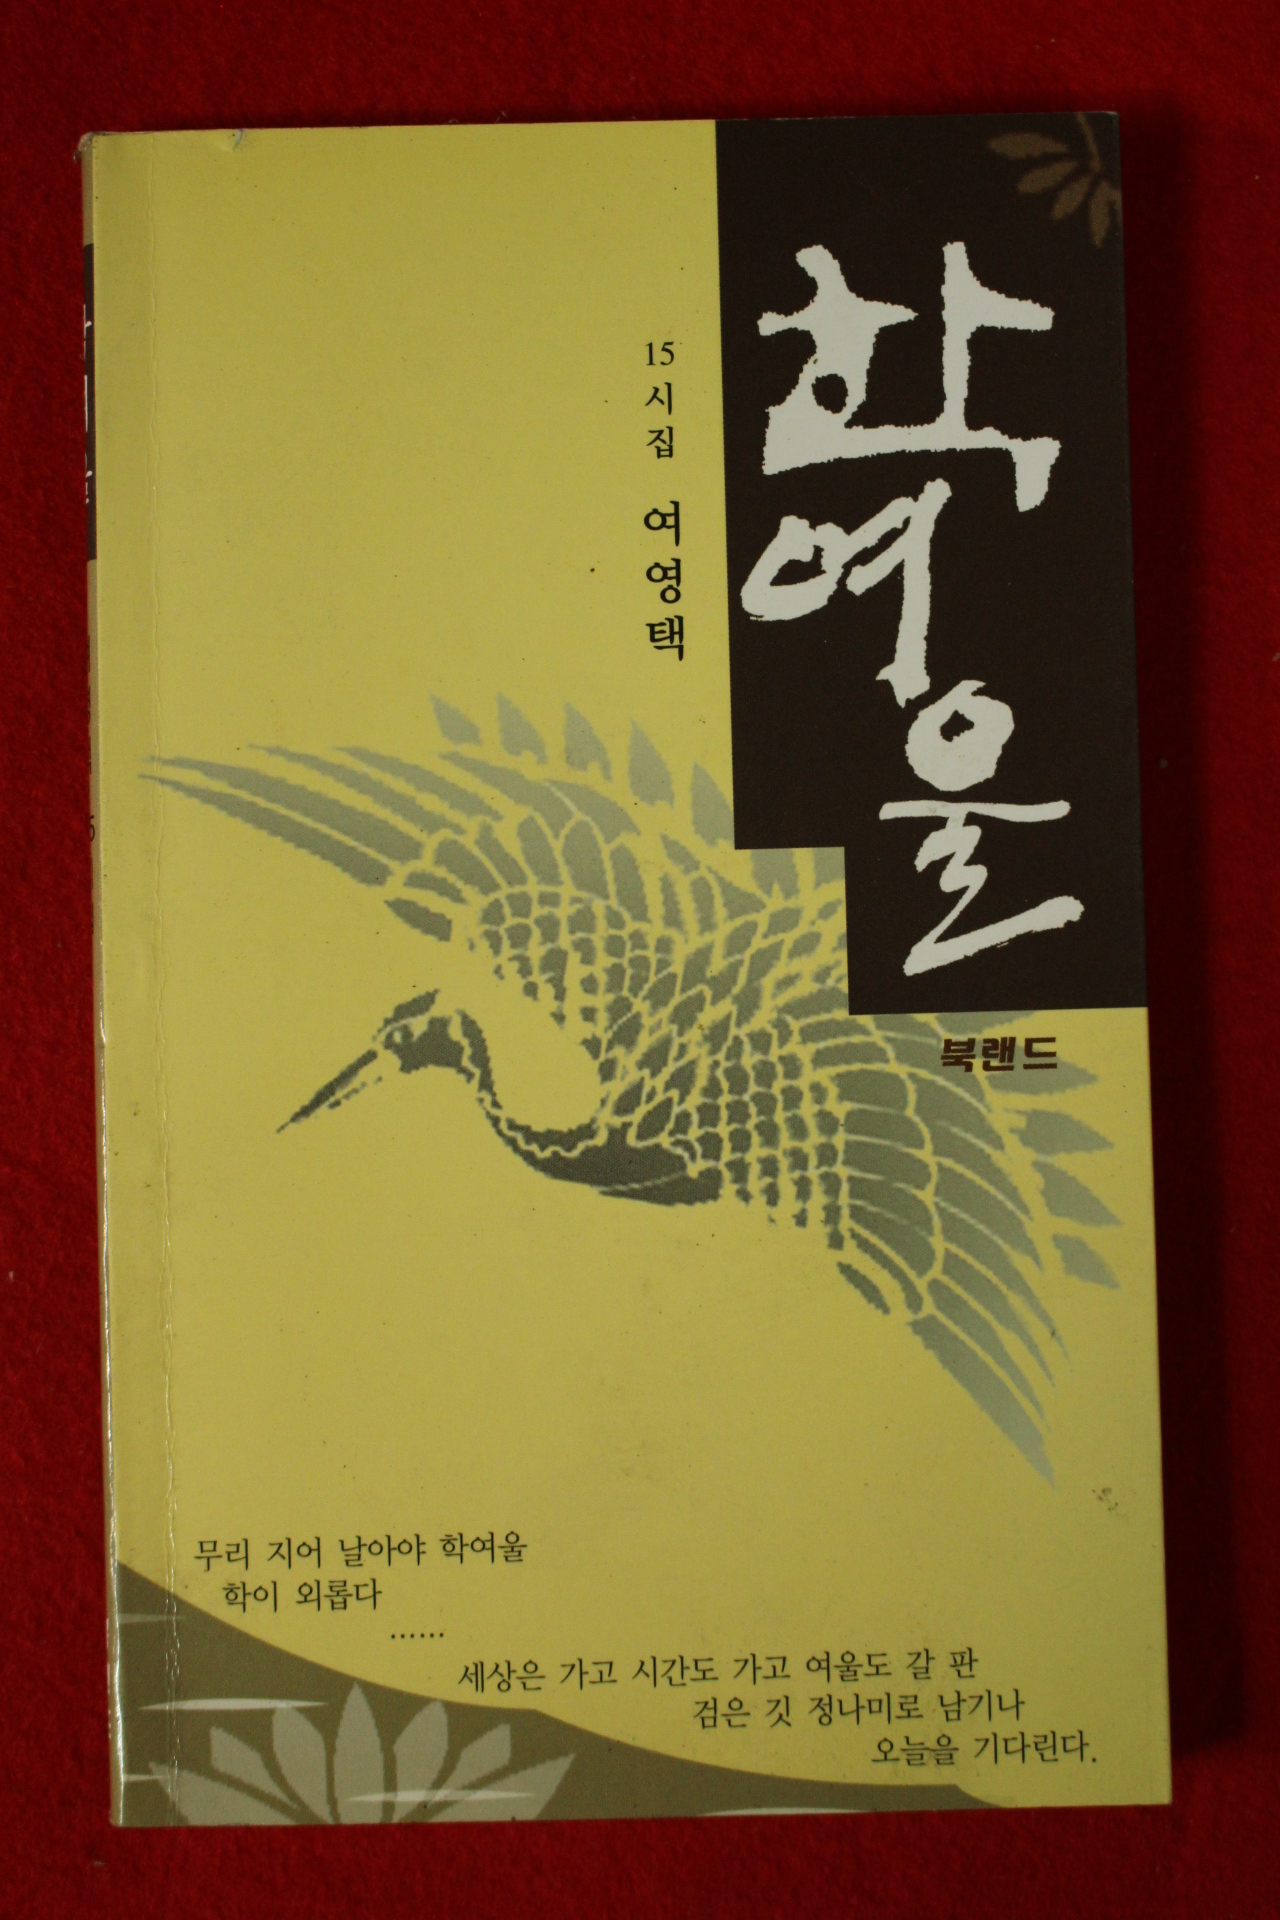 학여울
15
시집
여영택
북랜드
무리 지어 날아야 학여울
학이 외롭다
……
세상은 가고 시간도 가고 여울도 갈 판
검은 깃 정나미로 남기나
오늘을 기다린다.